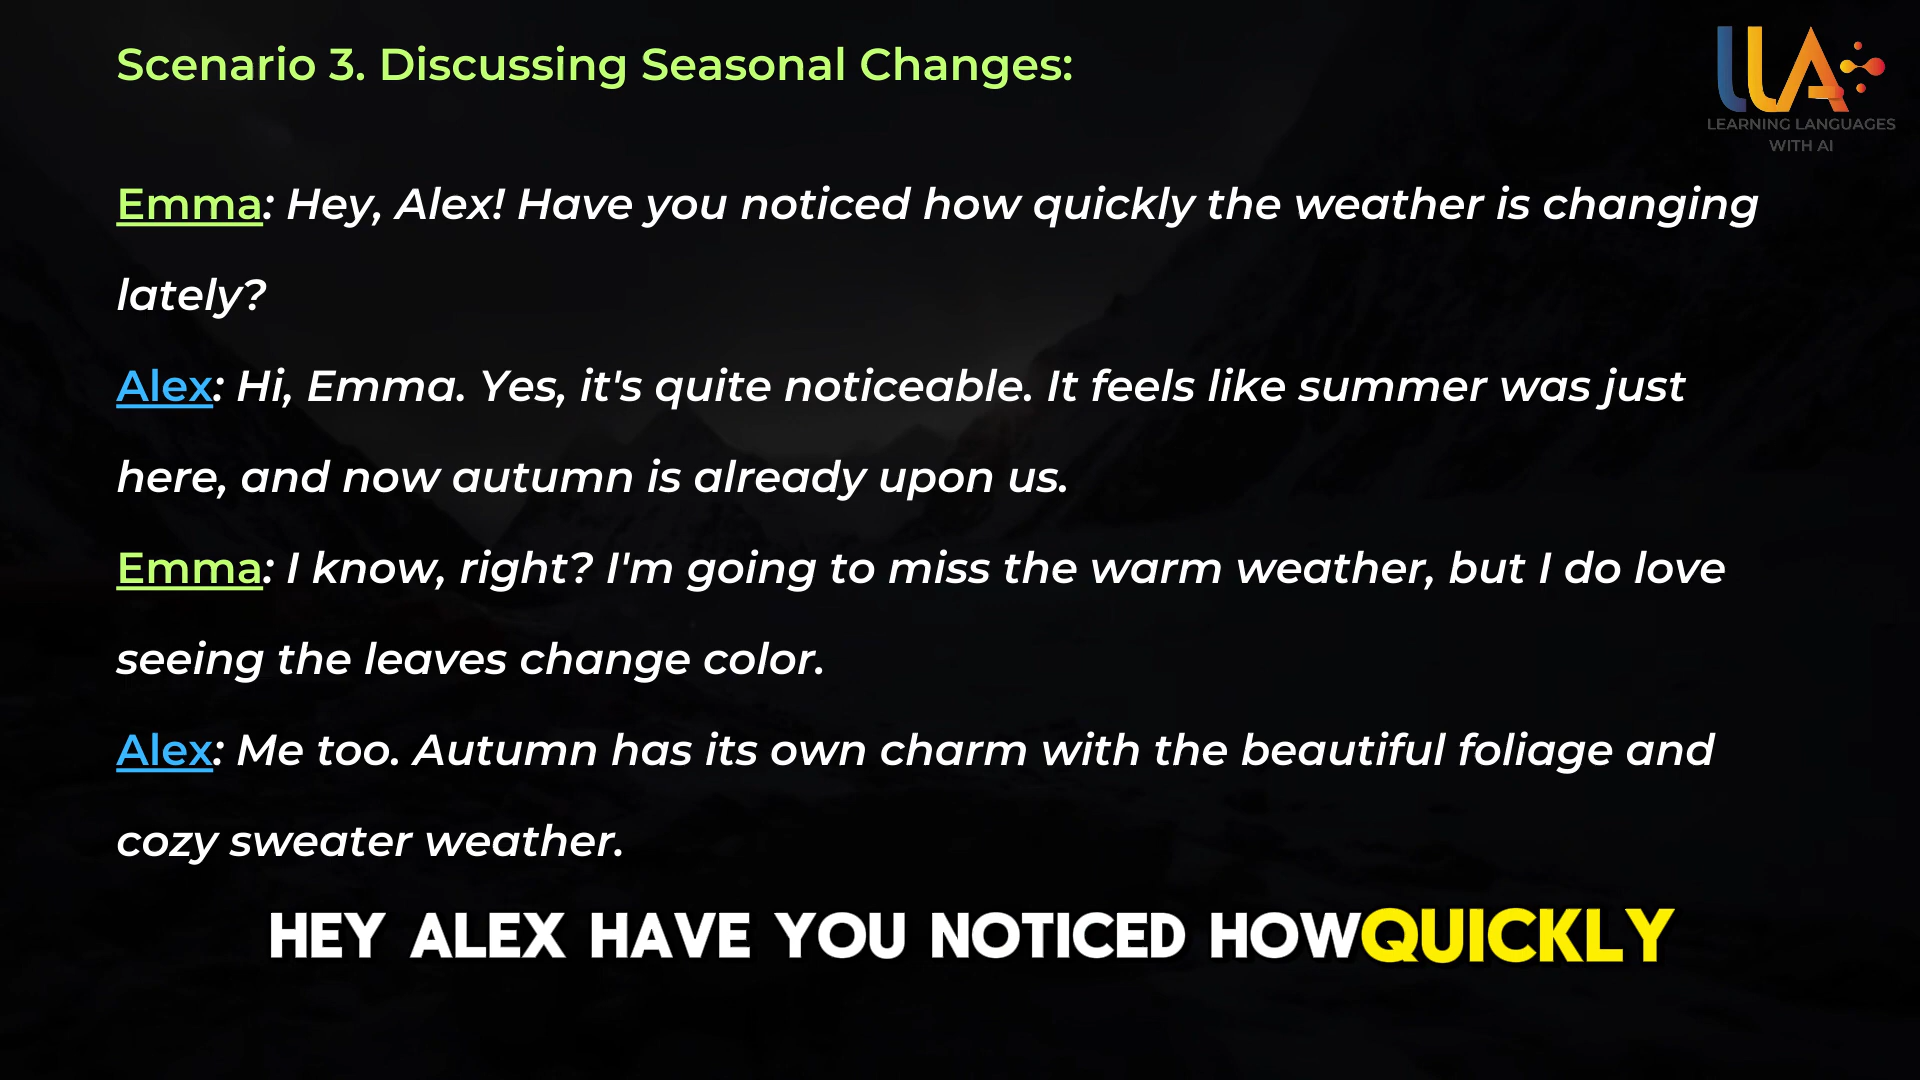 Scenario 3. Discussing Seasonal Changes:
LLA
LEARNING LANGUAGES
WITH AI
Emma: Hey, Alex! Have you noticed how quickly the weather is changing
lately?
Alex: Hi, Emma. Yes, it's quite noticeable. It feels like summer was just
here, and now autumn is already upon us.
Emma: I know, right? I'm going to miss the warm weather, but I do love
seeing the leaves change color.
Alex: Me too. Autumn has its own charm with the beautiful foliage and
cozy sweater weather.
HEY ALEX HAVE YOU NOTICED HOW QUICKLY